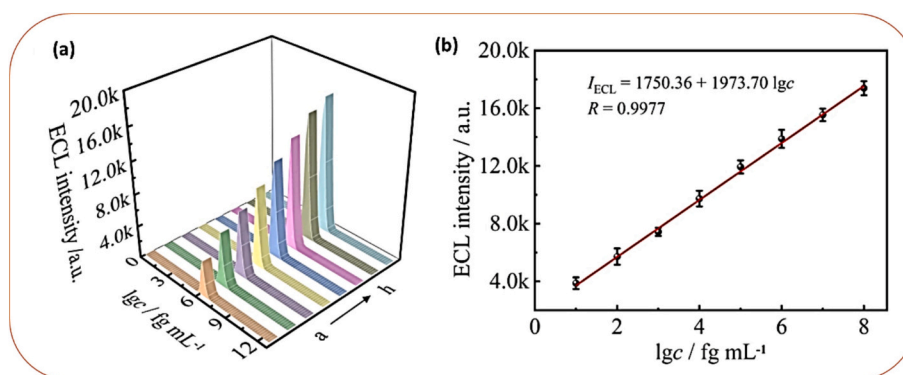 (a)
20.0k
16.0k
12.0k
8.0k
4.0k
ECL intensity /a.u.
0
3
6
9
12
lgc / fg mL⁻¹
a
h
(b)
20.0k
16.0k
12.0k
8.0k
4.0k
ECL intensity / a.u.
I_ECL = 1750.36 + 1973.70 lgc
R = 0.9977
0 2 4 6 8
lgc / fg mL⁻¹